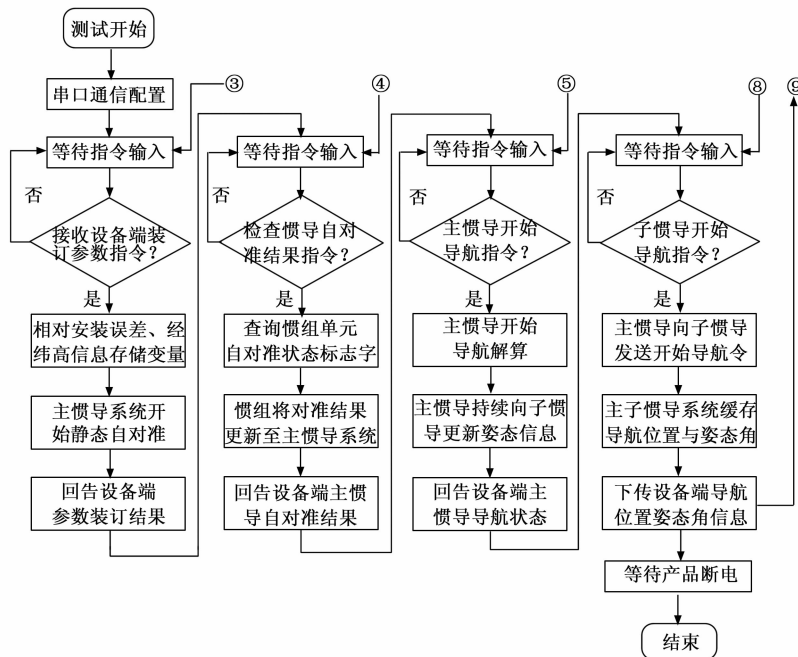 测试开始
串口通信配置
③
等待指令输入
否
接收设备端装
订参数指令？
是
相对安装误差、经
纬高信息存储变量
主惯导系统开
始静态自对准
回告设备端
参数装订结果
④
等待指令输入
否
检查惯导自对
准结果指令？
是
查询惯组单元
自对准状态标志字
惯组将对准结果
更新至主惯导系统
回告设备端主惯
导自对准结果
⑤
等待指令输入
否
主惯导开始
导航指令？
是
主惯导开始
导航解算
主惯导持续向子惯
导更新姿态信息
回告设备端主
惯导导航状态
⑧
等待指令输入
否
子惯导开始
导航指令？
是
主惯导向子惯导
发送开始导航令
主子惯导系统缓存
导航位置与姿态角
下传设备端导航
位置姿态角信息
⑨
等待产品断电
结束